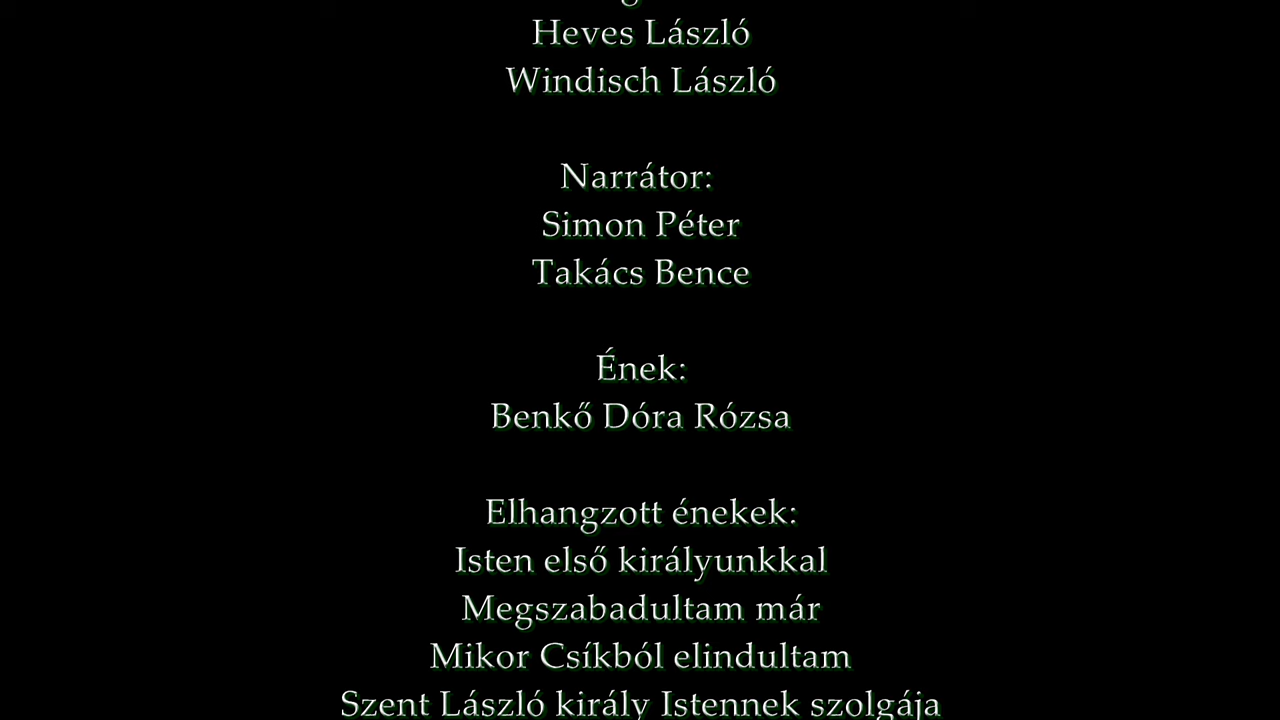 Heves László
Windisch László
Narrátor:
Simon Péter
Takács Bence
Ének:
Benkő Dóra Rózsa
Elhangzott énekek:
Isten első királyunkkal
Megszabadultam már
Mikor Csíkból elindultam
Szent László király Istennek szolgája